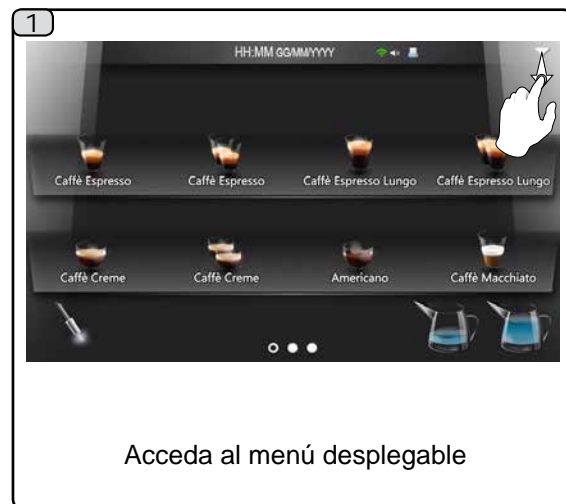 1
HH:MM GG/MM/YYYY
Caffè Espresso Caffè Espresso Caffè Espresso Lungo Caffè Espresso Lungo
Caffè Creme Caffè Creme Americano Caffè Macchiato
Acceda al menú desplegable